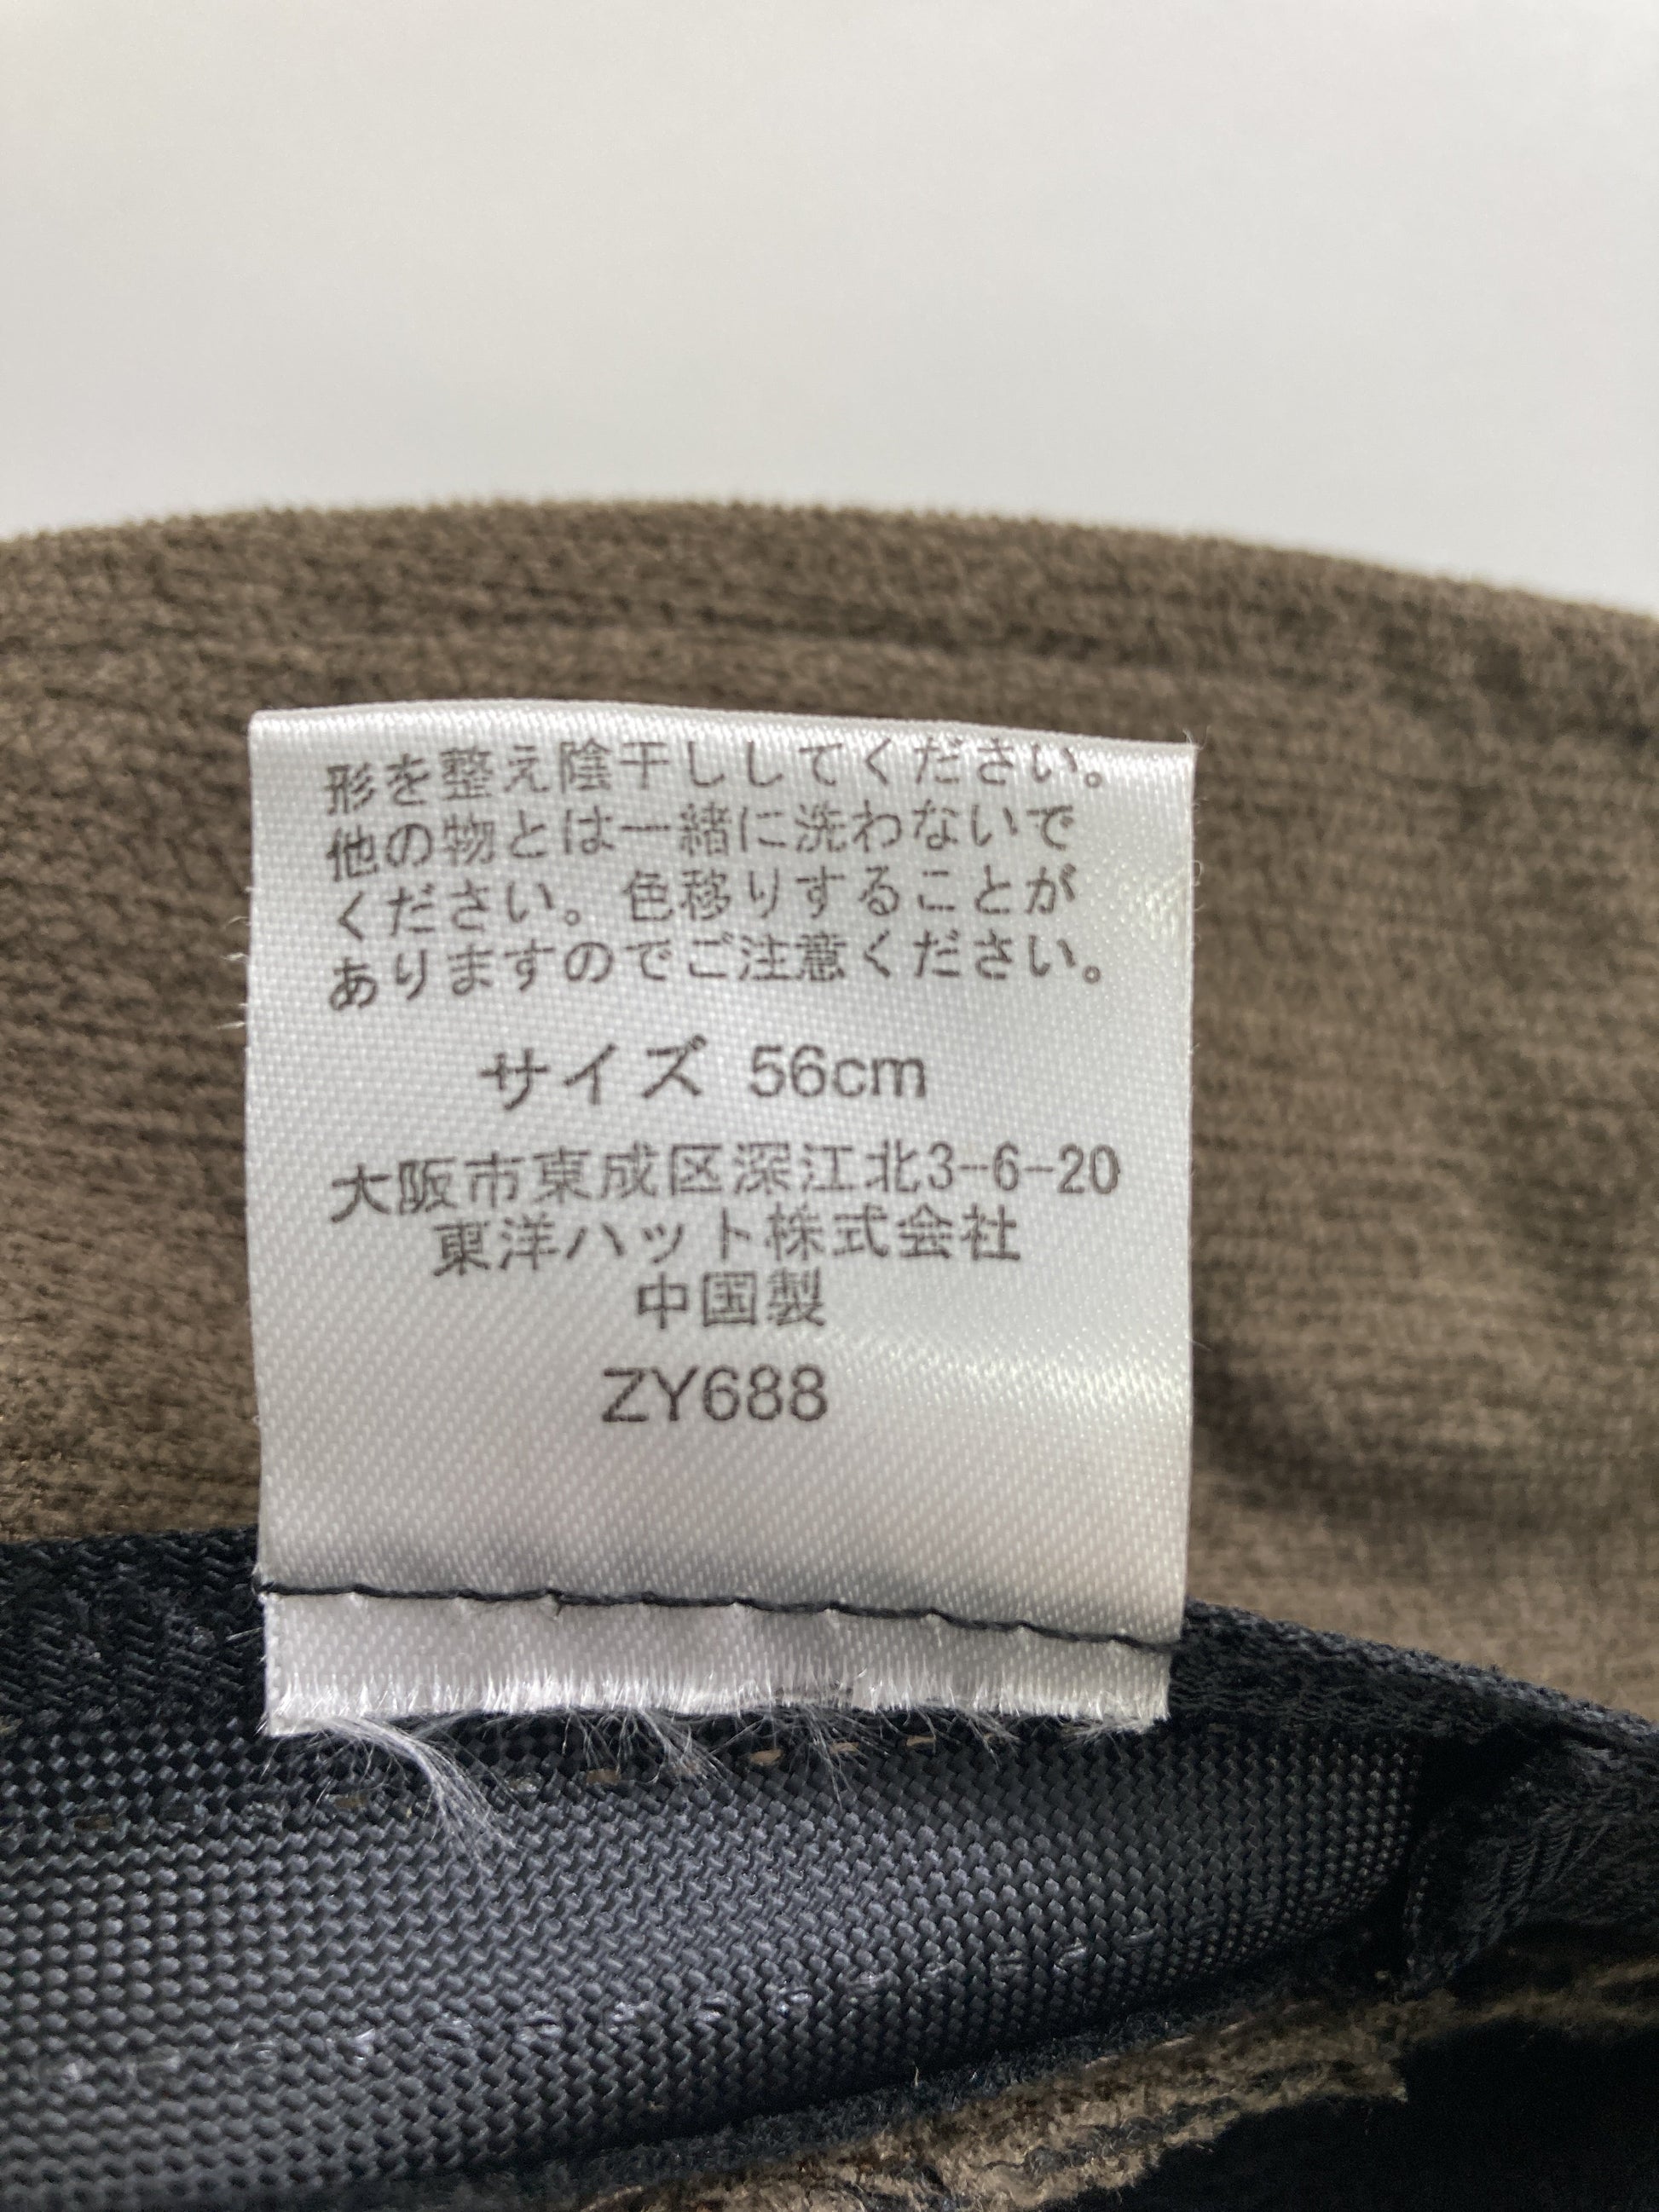 形を整え陰干ししてください。
他の物とは一緒に洗わないで
ください。色移りすることが
ありますのでご注意ください。
サイズ 56cm
大阪市東成区深江北3-6-20
東洋ハット株式会社
中国製
ZY688